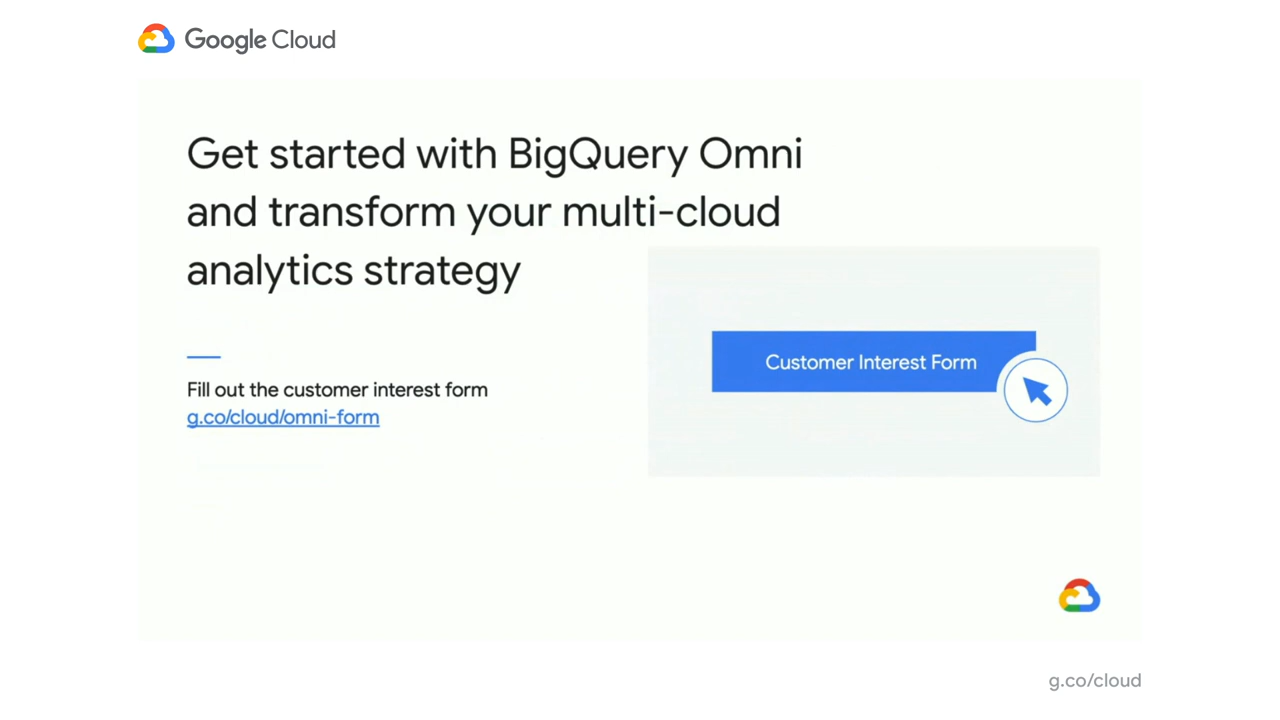 Google Cloud
Get started with BigQuery Omni
and transform your multi-cloud
analytics strategy
Fill out the customer interest form
g.co/cloud/omni-form
Customer Interest Form
g.co/cloud